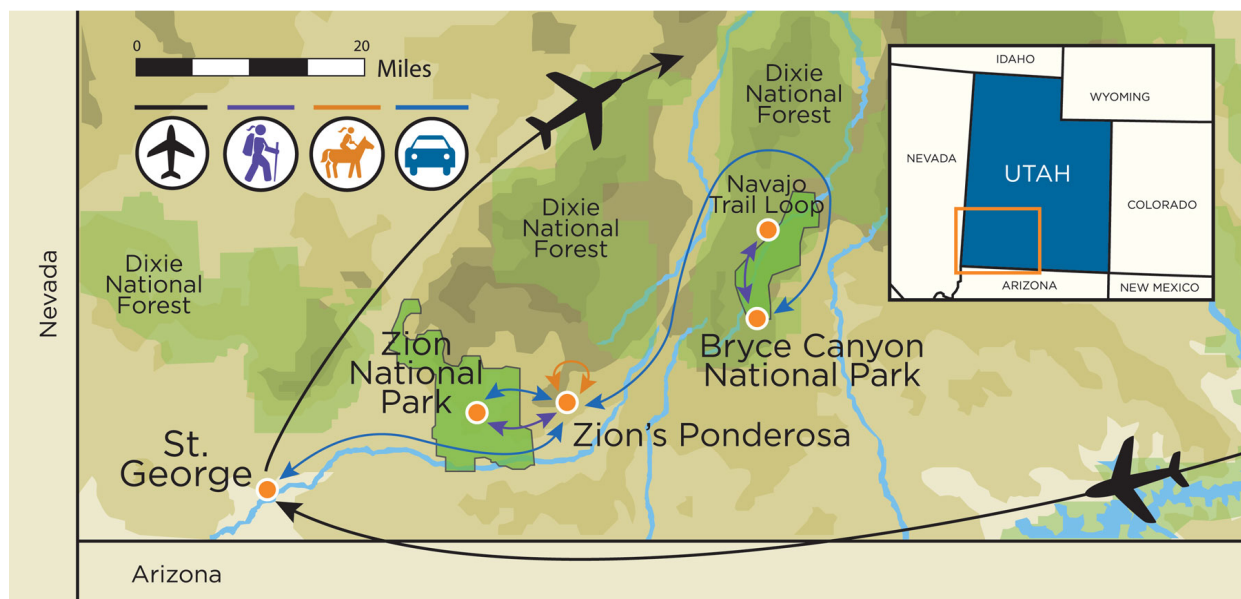 0
20
Miles
Dixie
National
Forest
IDAHO
WYOMING
NEVADA
UTAH
COLORADO
ARIZONA
NEW MEXICO
Navajo
Trail Loop
Dixie
National
Forest
Dixie
National
Forest
Nevada
Zion
National
Park
Bryce Canyon
National Park
Zion's Ponderosa
St.
George
Arizona